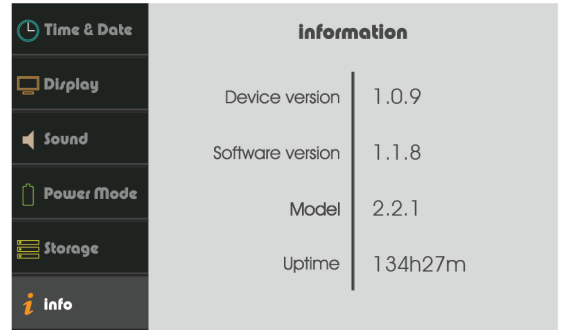 Time & Date
Display
Sound
Power Mode
Storage
i info
information
Device version 1.0.9
Software version 1.1.8
Model 2.2.1
Uptime 134h27m